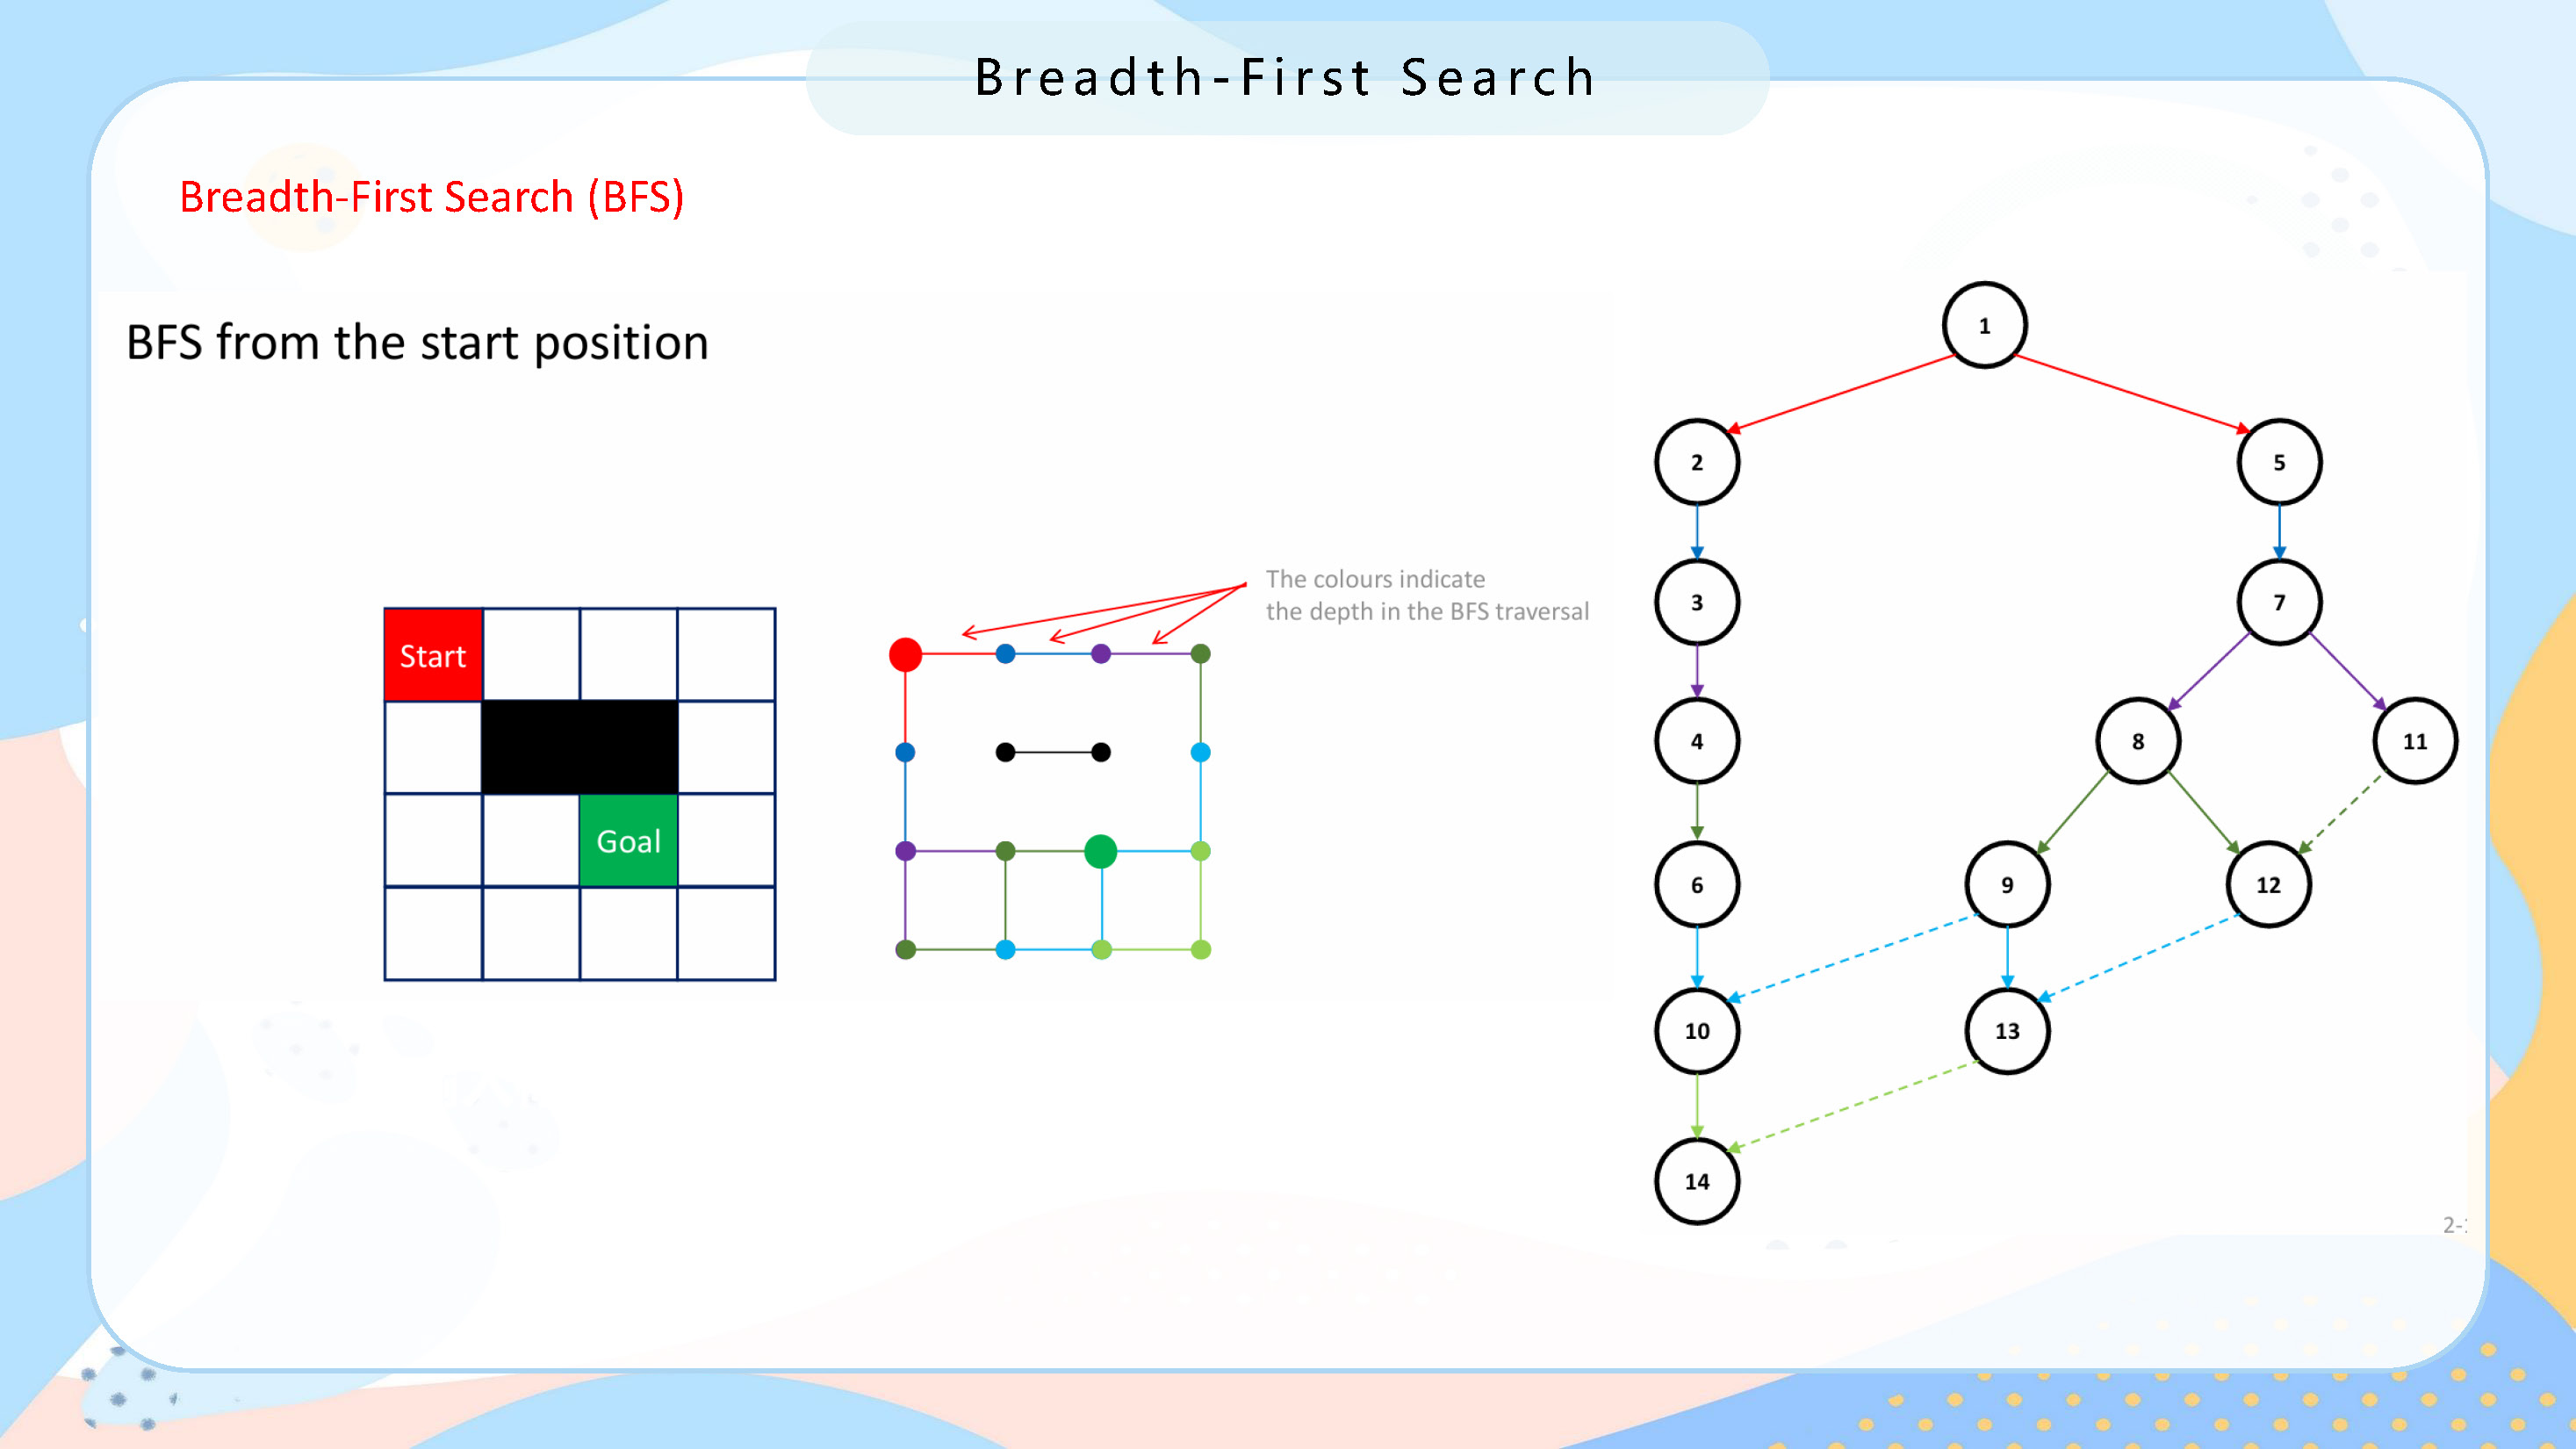 Breadth-First Search
Breadth-First Search (BFS)
BFS from the start position
Start
Goal
The colours indicate
the depth in the BFS traversal
1
2
5
3
7
4
8
11
6
9
12
10
13
14
2-